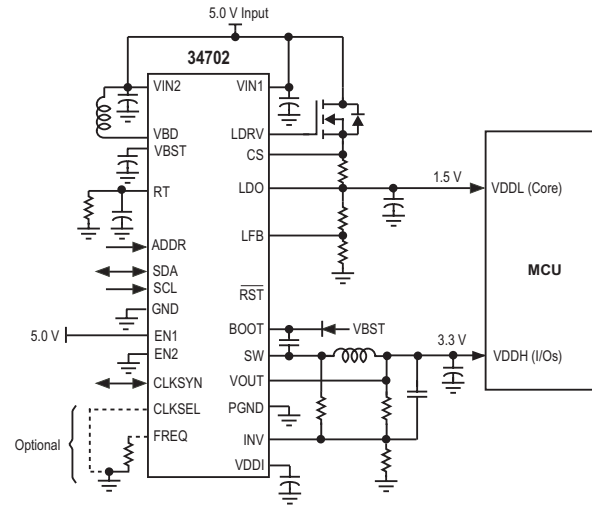 5.0 V Input
34702
VIN2
VIN1
VBD
LDRV
VBST
CS
RT
LDO
1.5 V
VDDL (Core)
ADDR
LFB
SDA
MCU
SCL
RST
GND
5.0 V
EN1
BOOT
VBST
EN2
SW
3.3 V
VDDH (I/Os)
CLKSYN
VOUT
CLKSEL
PGND
Optional
FREQ
INV
VDDI